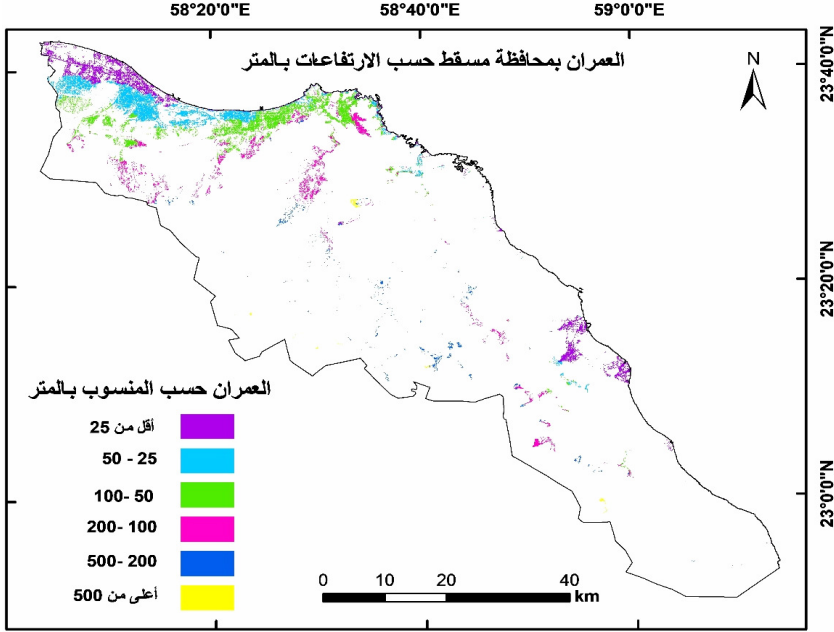 58°20'0"E 58°40'0"E 59°0'0"E
العمران بمحافظة مسقط حسب الارتفاعات بالمتر
N
23°40'0"N
23°20'0"N
23°0'0"N
العمران حسب المنسوب بالمتر
أقل من 25
50 - 25
100- 50
200- 100
500- 200
أعلى من 500
0 10 20 40
km